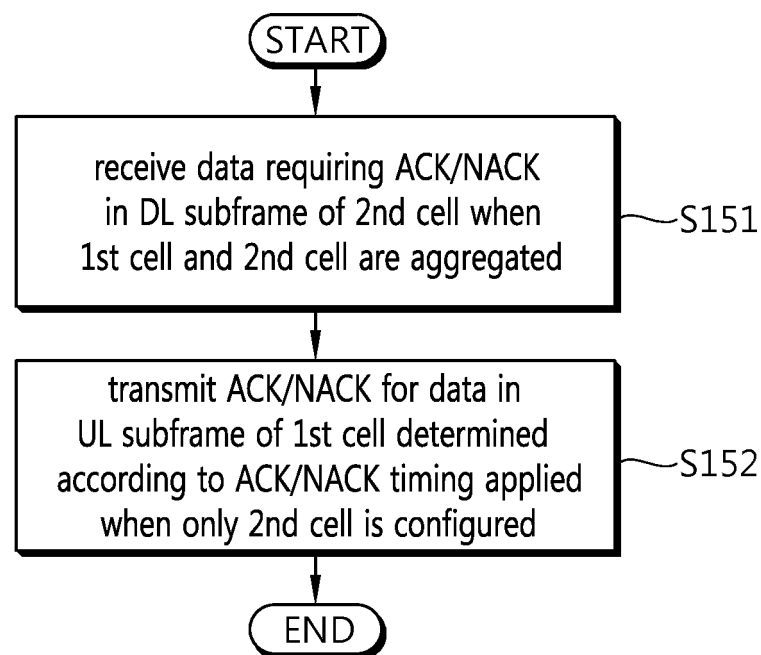 START
receive data requiring ACK/NACK
in DL subframe of 2nd cell when
1st cell and 2nd cell are aggregated
S151
transmit ACK/NACK for data in
UL subframe of 1st cell determined
according to ACK/NACK timing applied
when only 2nd cell is configured
S152
END